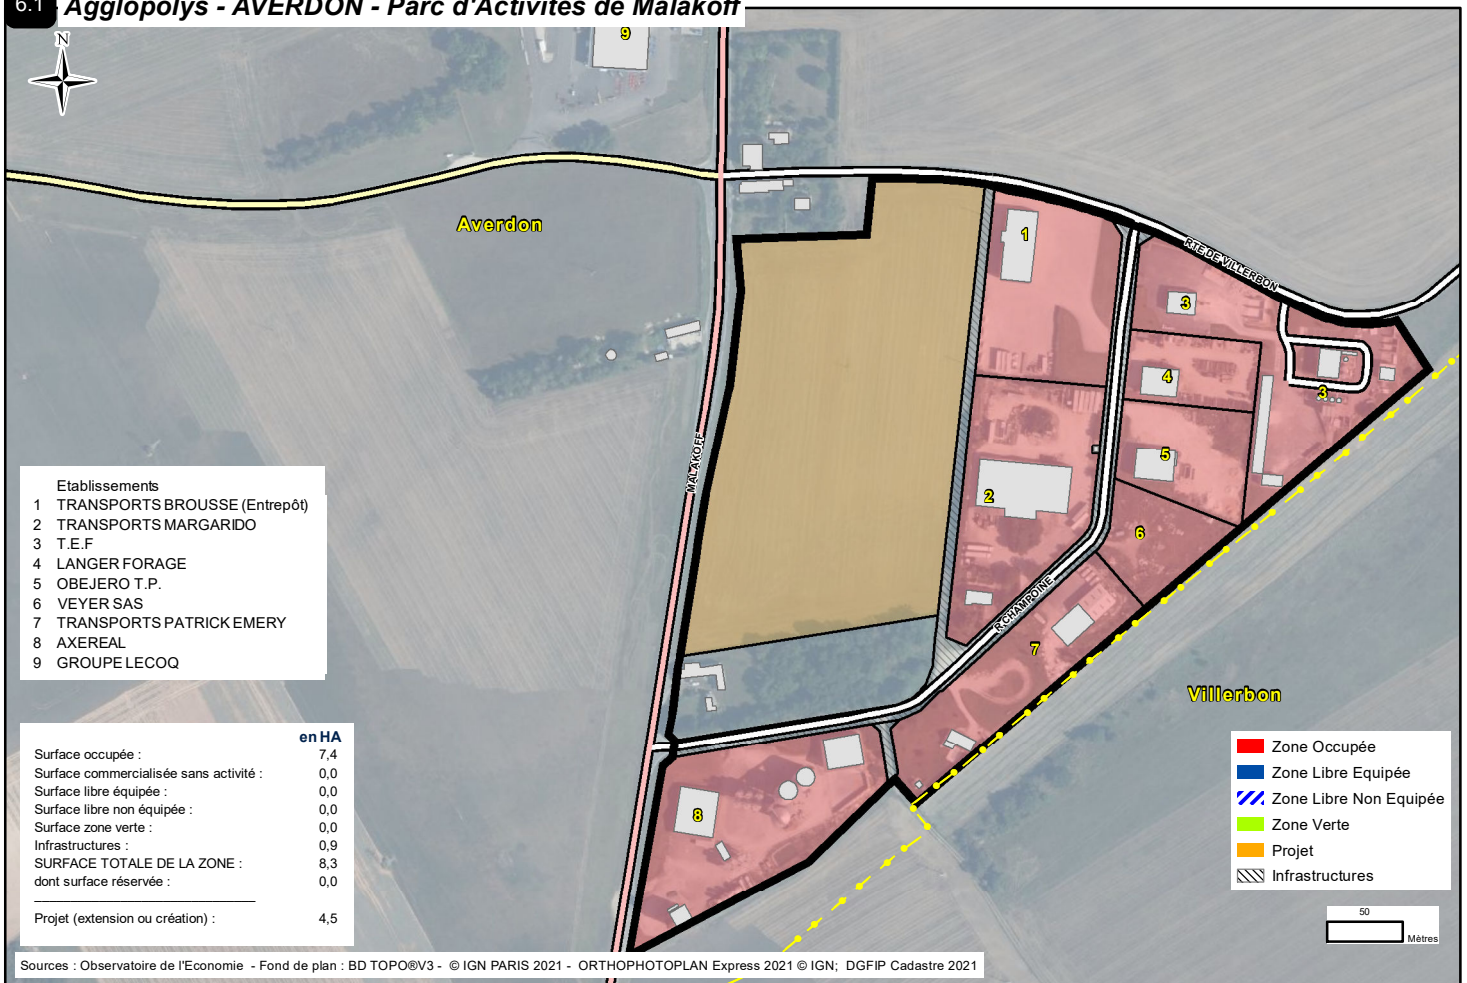 6.1 Agglopolys - AVERDON - Parc d'Activités de Malakoff
N
9
Averdon
1
RTE DE VILLERBON
3
4
3
MALAKOFF
5
2
6
R CHAMPOINE
7
Villerbon
8
Etablissements
1 TRANSPORTS BROUSSE (Entrepôt)
2 TRANSPORTS MARGARIDO
3 T.E.F
4 LANGER FORAGE
5 OBEJERO T.P.
6 VEYER SAS
7 TRANSPORTS PATRICK EMERY
8 AXEREAL
9 GROUPE LECOQ
en HA
Surface occupée : 7,4
Surface commercialisée sans activité : 0,0
Surface libre équipée : 0,0
Surface libre non équipée : 0,0
Surface zone verte : 0,0
Infrastructures : 0,9
SURFACE TOTALE DE LA ZONE : 8,3
dont surface réservée : 0,0
Projet (extension ou création) : 4,5
Zone Occupée
Zone Libre Equipée
Zone Libre Non Equipée
Zone Verte
Projet
Infrastructures
50
Mètres
Sources : Observatoire de l'Economie - Fond de plan : BD TOPO®V3 - © IGN PARIS 2021 - ORTHOPHOTOPLAN Express 2021 © IGN; DGFIP Cadastre 2021